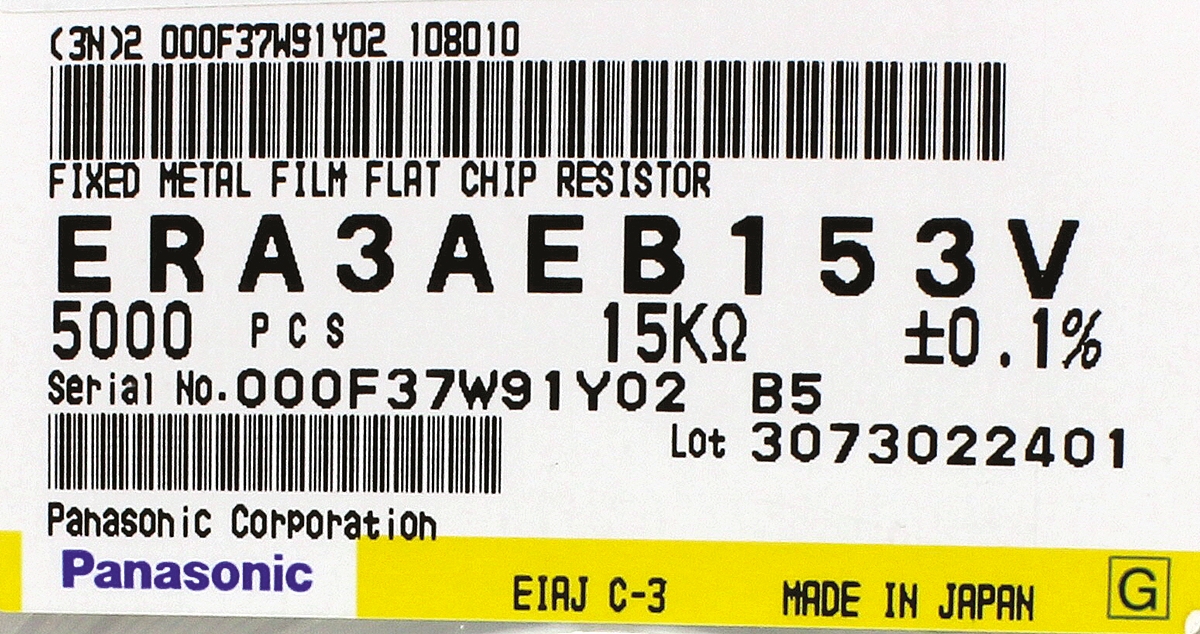 (3N)2 000F37W91Y02 108010
FIXED METAL FILM FLAT CHIP RESISTOR
ERA3AEB153V
5000 PCS 15KΩ ±0.1%
Serial No.000F37W91Y02 B5
Lot 3073022401
Panasonic Corporation
Panasonic EIAJ C-3 MADE IN JAPAN G